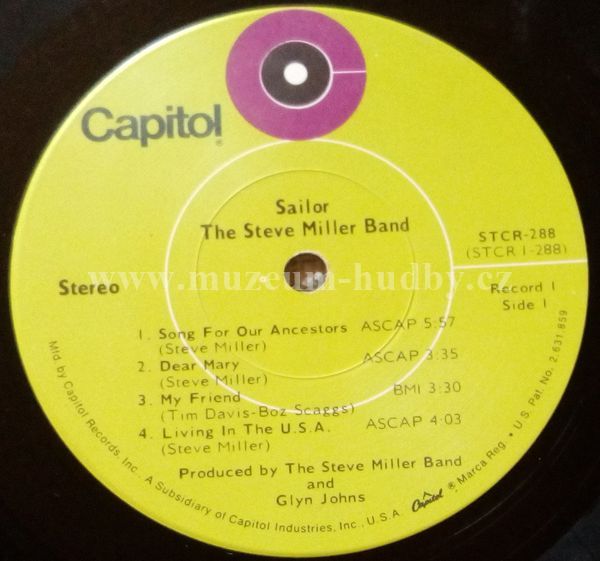 Capitol®
Sailor
The Steve Miller Band
STCR-288
(STCR 1-288)
www.muzeum-hudby.cz
Stereo
Record 1
Side 1
1. Song For Our Ancestors ASCAP 5:57
(Steve Miller)
2. Dear Mary ASCAP 3:35
(Steve Miller)
3. My Friend BMI 3:30
(Tim Davis-Boz Scaggs)
4. Living In The U.S.A. ASCAP 4:03
(Steve Miller)
Produced by The Steve Miller Band
and
Glyn Johns
Mfd. by Capitol Records, Inc., A Subsidiary of Capitol Industries, Inc., U.S.A. Capitol ® Marca Reg. • U.S. Pat. No. 2,631,859